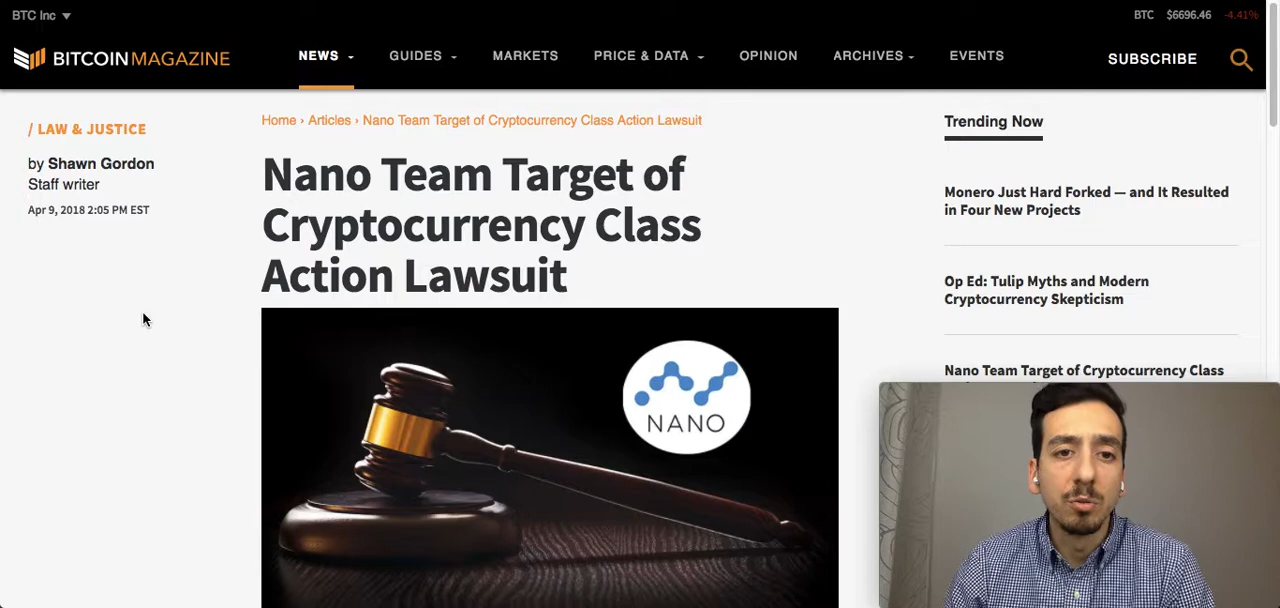 BTC Inc
BTC $6696.46 -4.41%
BITCOINMAGAZINE
NEWS GUIDES MARKETS PRICE & DATA OPINION ARCHIVES EVENTS
SUBSCRIBE
/ LAW & JUSTICE
by Shawn Gordon
Staff writer
Apr 9, 2018 2:05 PM EST
Home › Articles › Nano Team Target of Cryptocurrency Class Action Lawsuit
Nano Team Target of
Cryptocurrency Class
Action Lawsuit
NANO
Trending Now
Monero Just Hard Forked — and It Resulted
in Four New Projects
Op Ed: Tulip Myths and Modern
Cryptocurrency Skepticism
Nano Team Target of Cryptocurrency Class